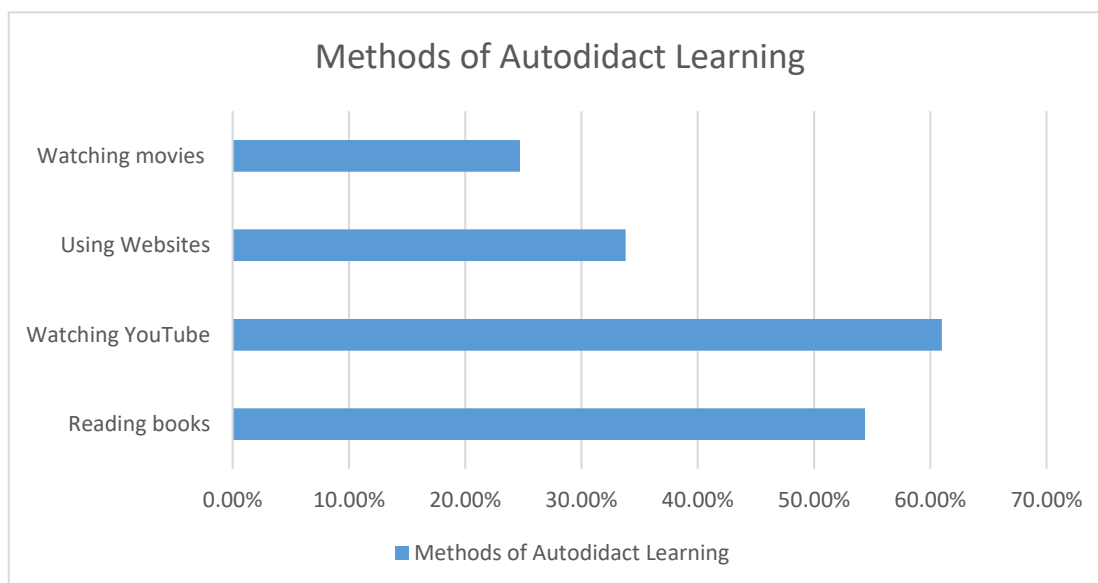 Methods of Autodidact Learning
Watching movies
Using Websites
Watching YouTube
Reading books
0.00% 10.00% 20.00% 30.00% 40.00% 50.00% 60.00% 70.00%
Methods of Autodidact Learning